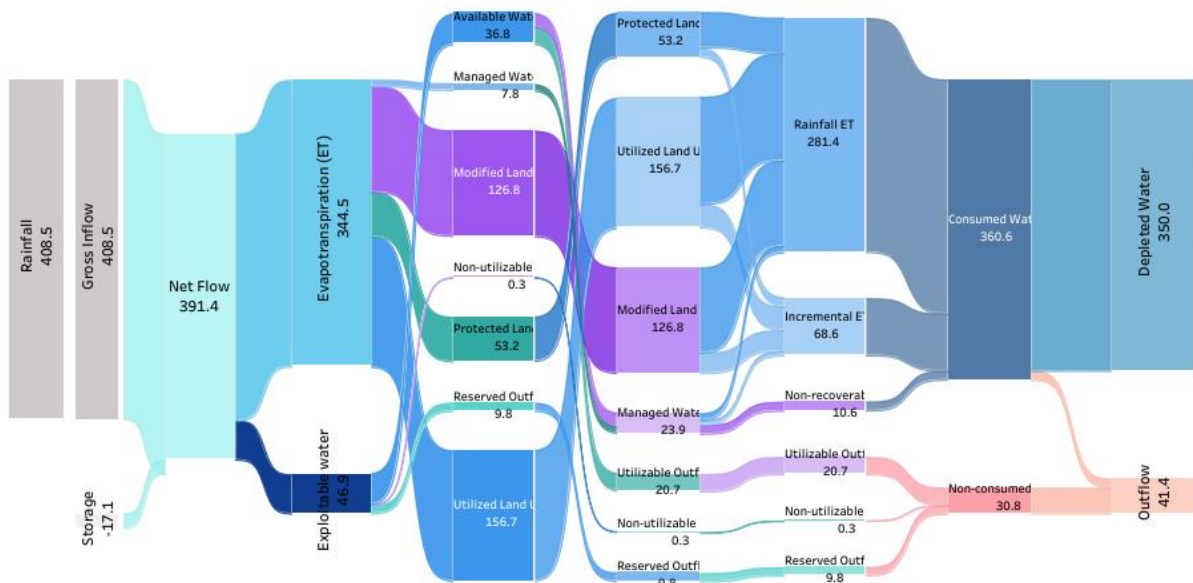 Rainfall
408.5
Gross Inflow
408.5
Storage
-17.1
Net Flow
391.4
Evapotranspiration (ET)
344.5
Exploitable water
46.9
Available Wat
36.8
Managed Wate
7.8
Modified Land
126.8
Non-utilizable
0.3
Protected Land
53.2
Reserved Outf
9.8
Utilized Land U
156.7
Protected Land
53.2
Utilized Land U
156.7
Modified Land
126.8
Managed Wate
23.9
Utilizable Outf
20.7
Non-utilizable
0.3
Reserved Outfl
9.8
Rainfall ET
281.4
Incremental ET
68.6
Non-recoverab
10.6
Utilizable Outf
20.7
Non-utilizable
0.3
Reserved Outf
9.8
Consumed Wat
360.6
Non-consumed
30.8
Depleted Water
350.0
Outflow
41.4